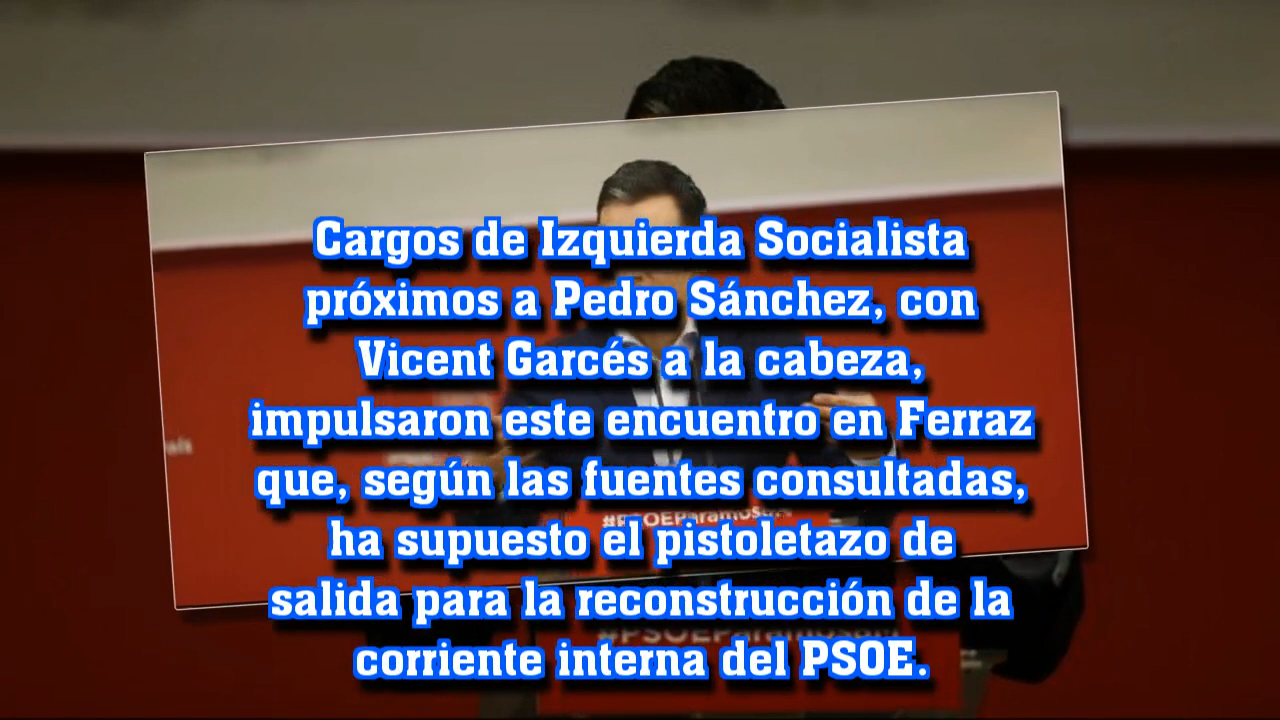 Cargos de Izquierda Socialista
próximos a Pedro Sánchez, con
Vicent Garcés a la cabeza,
impulsaron este encuentro en Ferraz
que, según las fuentes consultadas,
ha supuesto el pistoletazo de
salida para la reconstrucción de la
corriente interna del PSOE.